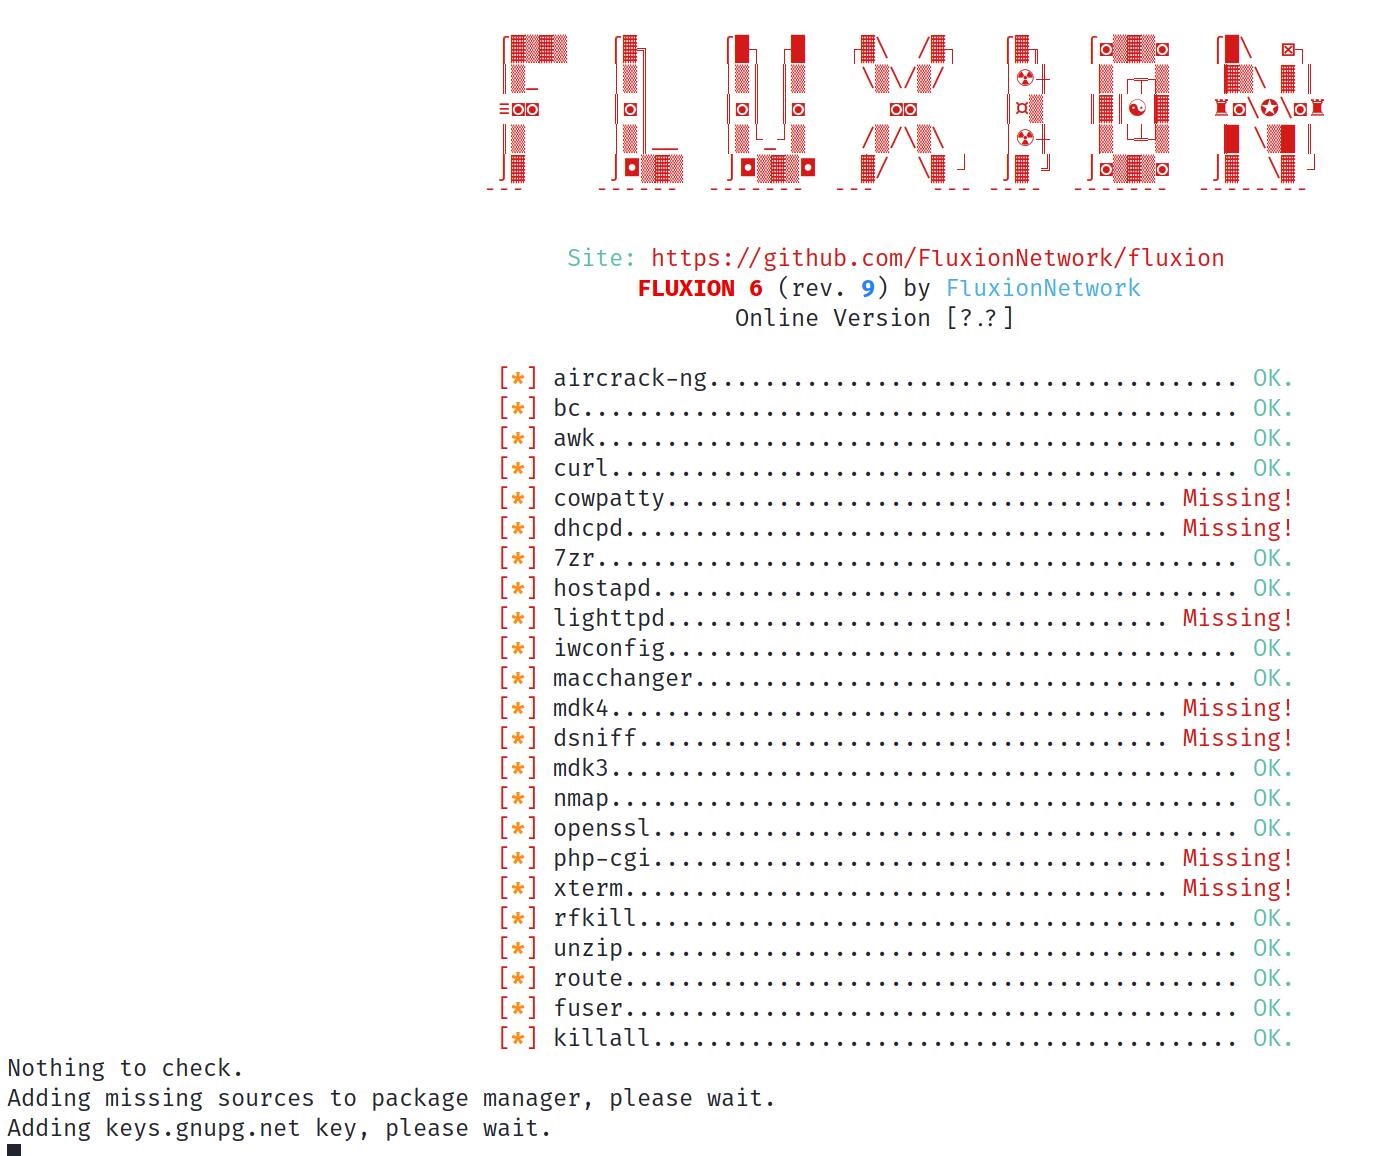 FLUXION
Site: https://github.com/FluxionNetwork/fluxion
FLUXION 6 (rev. 9) by FluxionNetwork
Online Version [?.?]
[*] aircrack-ng...................................... OK.
[*] bc............................................... OK.
[*] awk.............................................. OK.
[*] curl............................................. OK.
[*] cowpatty.................................... Missing!
[*] dhcpd....................................... Missing!
[*] 7zr.............................................. OK.
[*] hostapd.......................................... OK.
[*] lighttpd.................................... Missing!
[*] iwconfig......................................... OK.
[*] macchanger....................................... OK.
[*] mdk4........................................ Missing!
[*] dsniff...................................... Missing!
[*] mdk3............................................. OK.
[*] nmap............................................. OK.
[*] openssl.......................................... OK.
[*] php-cgi..................................... Missing!
[*] xterm....................................... Missing!
[*] rfkill........................................... OK.
[*] unzip............................................ OK.
[*] route............................................ OK.
[*] fuser............................................ OK.
[*] killall.......................................... OK.
Nothing to check.
Adding missing sources to package manager, please wait.
Adding keys.gnupg.net key, please wait.